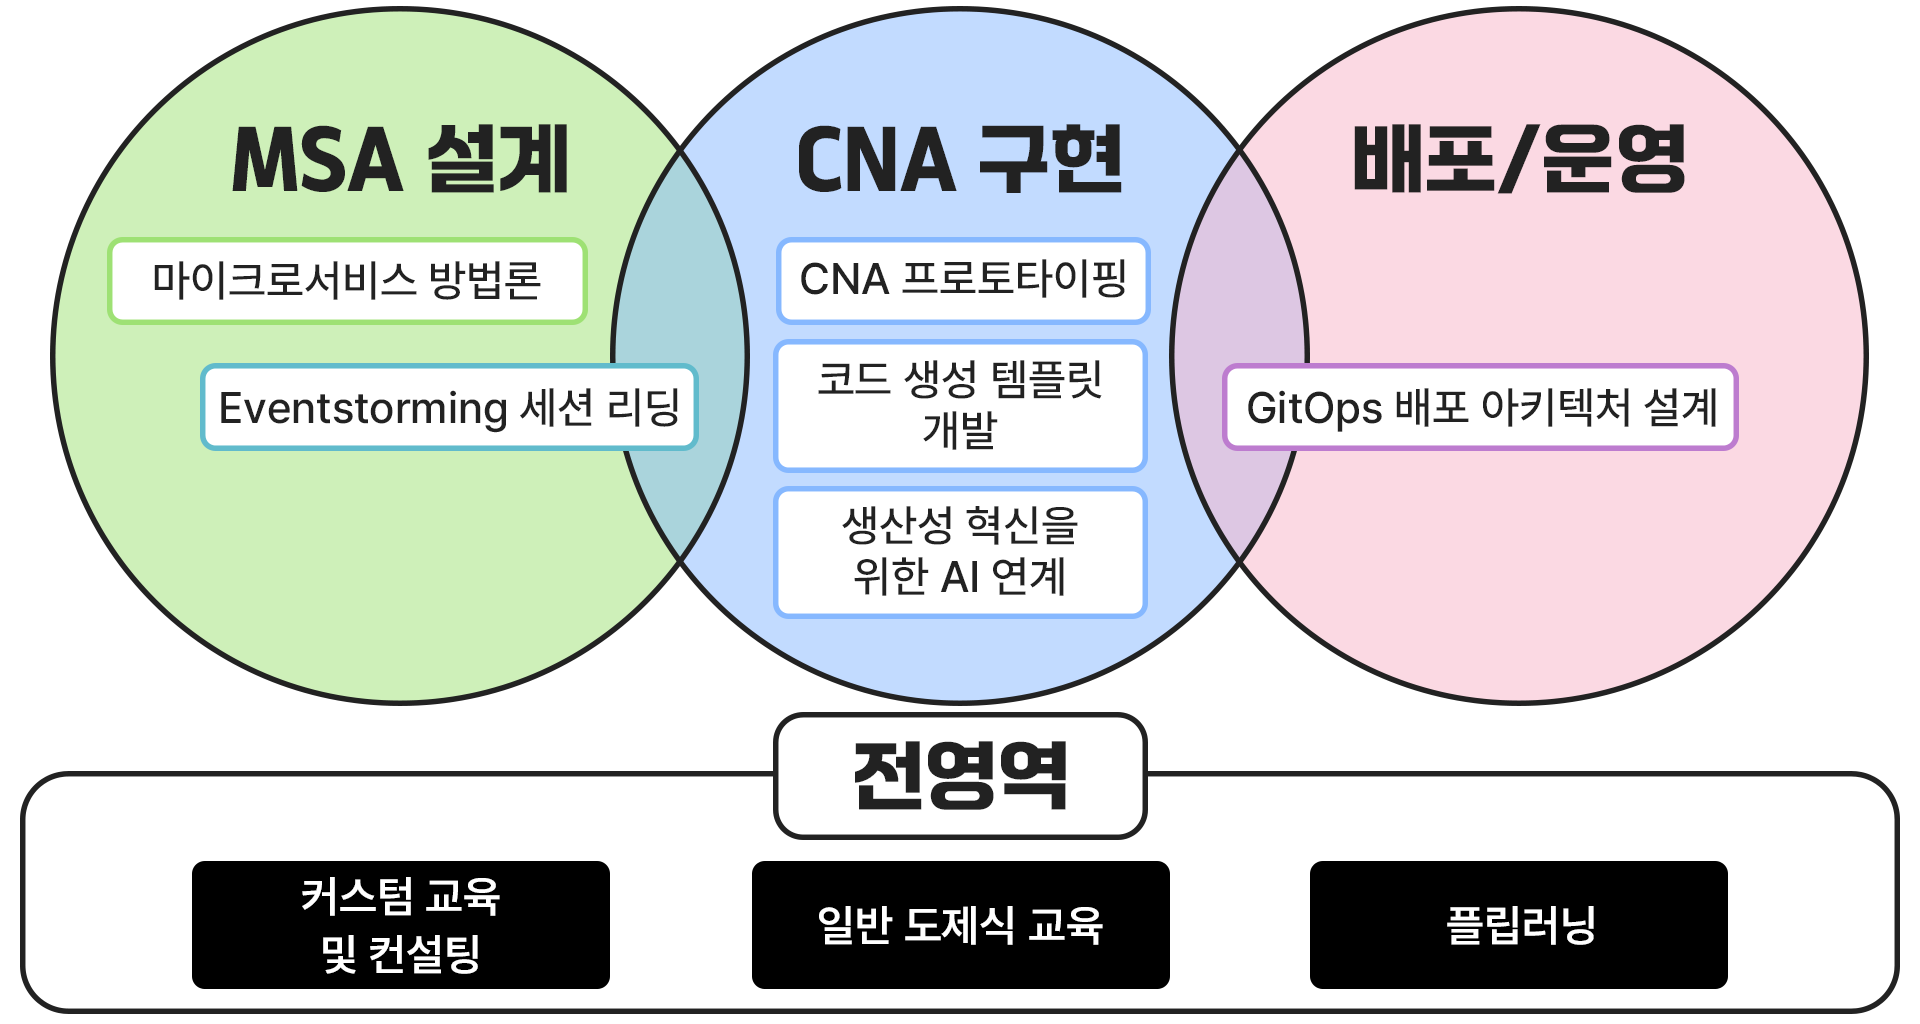 MSA 설계
CNA 구현
배포/운영
마이크로서비스 방법론
Eventstorming 세션 리딩
CNA 프로토타이핑
코드 생성 템플릿
개발
생산성 혁신을
위한 AI 연계
GitOps 배포 아키텍처 설계
전영역
커스텀 교육
및 컨설팅
일반 도제식 교육
플립러닝